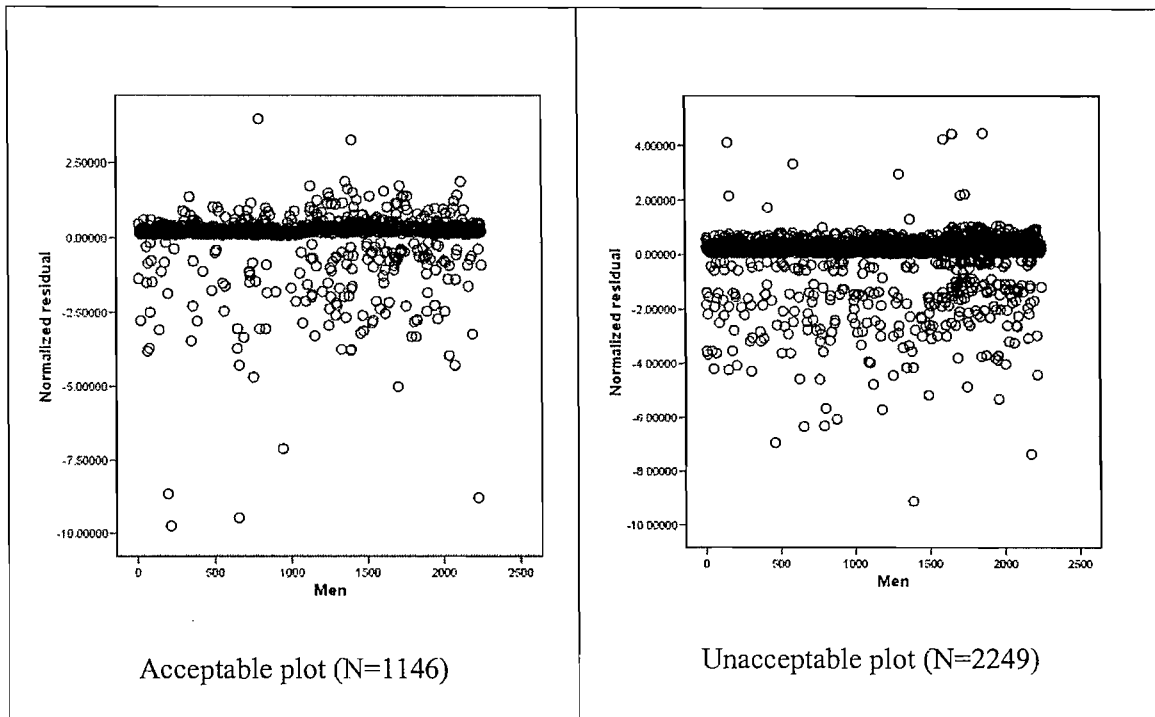 2.50000
0.00000
-2.50000
-5.00000
-7.50000
-10.00000
Normalized residual
0 500 1000 1500 2000 2500
Men
Acceptable plot (N=1146)
4.00000
2.00000
0.00000
-2.00000
-4.00000
-6.00000
-8.00000
-10.00000
Normalized residual
0 500 1000 1500 2000 2500
Men
Unacceptable plot (N=2249)